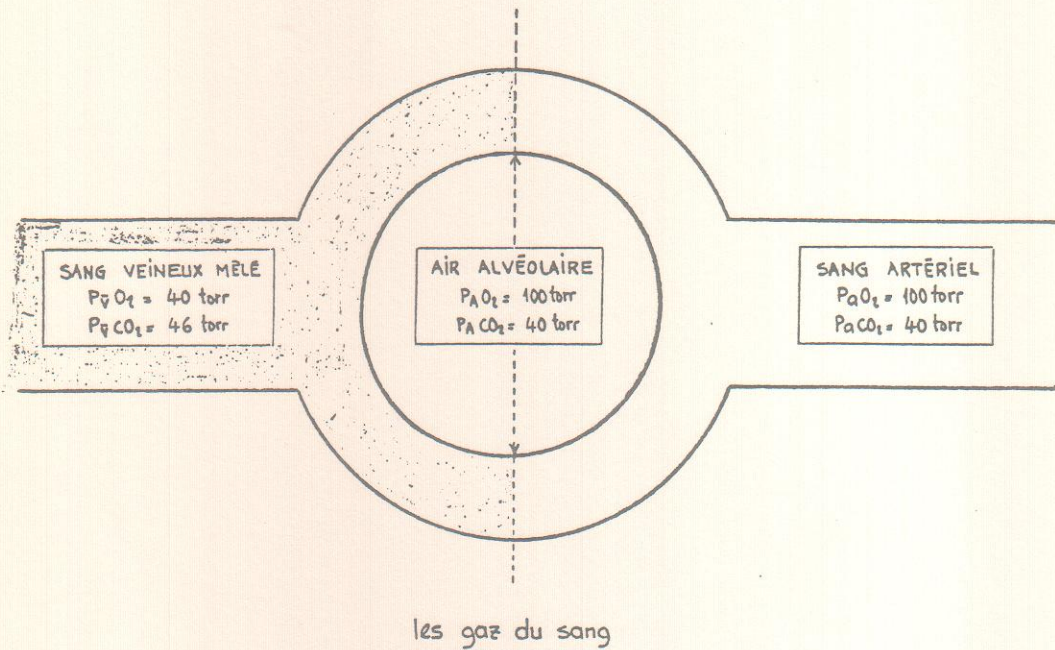 SANG VEINEUX MÊLÉ
Pv̄O₂ = 40 torr
Pv̄CO₂ = 46 torr
AIR ALVÉOLAIRE
PAO₂ = 100 torr
PACO₂ = 40 torr
SANG ARTÉRIEL
PaO₂ = 100 torr
PaCO₂ = 40 torr
les gaz du sang